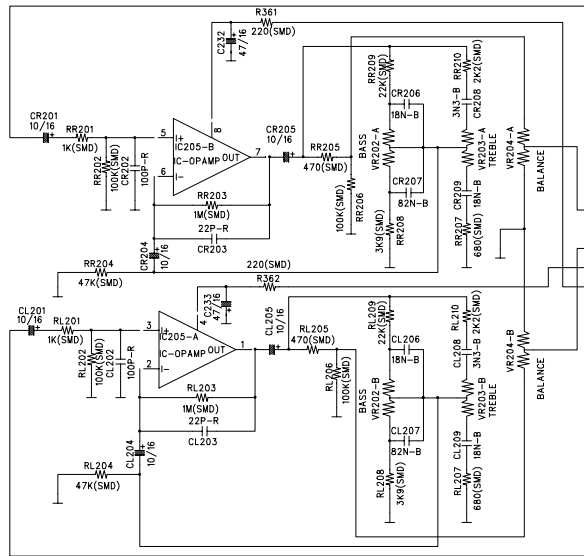 R361
220(SMD)
C232
47/16
CR201
10/16
RR201
1K(SMD)
RR202
100K(SMD)
CR202
100P-R
5
I+
6
I-
8
IC205-B
IC-OPAMP
OUT
7
CR205
10/16
RR205
470(SMD)
RR203
1M(SMD)
22P-R
CR203
CR204
10/16
RR204
47K(SMD)
100K(SMD)
RR206
RR209
22K(SMD)
CR206
18N-B
BASS
VR202-A
CR207
82N-B
3K9(SMD)
RR208
RR210
2K2(SMD)
3N3-B
CR208
VR203-A
TREBLE
CR209
18N-B
RR207
680(SMD)
VR204-A
BALANCE
220(SMD)
R362
C233
47/16
CL201
10/16
RL201
1K(SMD)
RL202
100K(SMD)
CL202
100P-R
3
I+
2
I-
4
IC205-A
IC-OPAMP
OUT
1
CL205
10/16
RL205
470(SMD)
RL203
1M(SMD)
22P-R
CL203
CL204
10/16
RL204
47K(SMD)
RL206
100K(SMD)
RL209
22K(SMD)
CL206
18N-B
BASS
VR202-B
CL207
82N-B
RL208
3K9(SMD)
RL210
2K2(SMD)
CL208
3N3-B
VR203-B
TREBLE
CL209
18N-B
RL207
680(SMD)
VR204-B
BALANCE